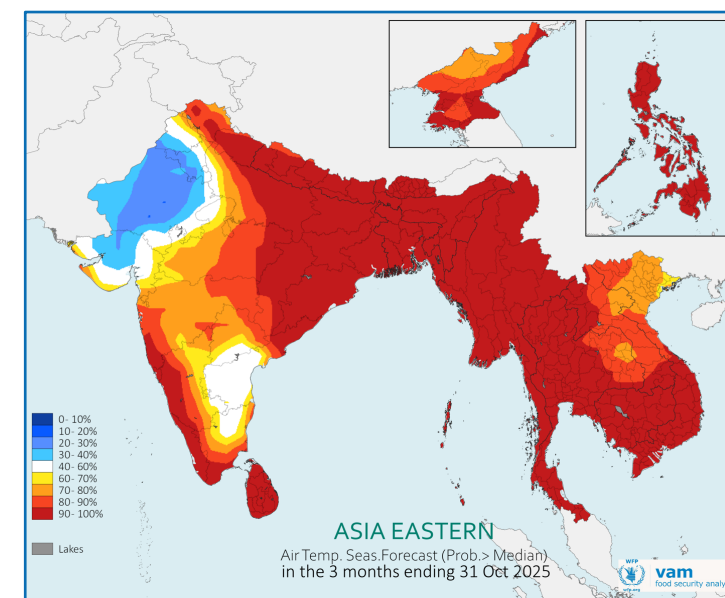 0- 10%
10- 20%
20- 30%
30- 40%
40- 60%
60- 70%
70- 80%
80- 90%
90- 100%
Lakes
ASIA EASTERN
Air Temp. Seas.Forecast (Prob.> Median)
in the 3 months ending 31 Oct 2025
WFP
wfp.org
vam
food security analy